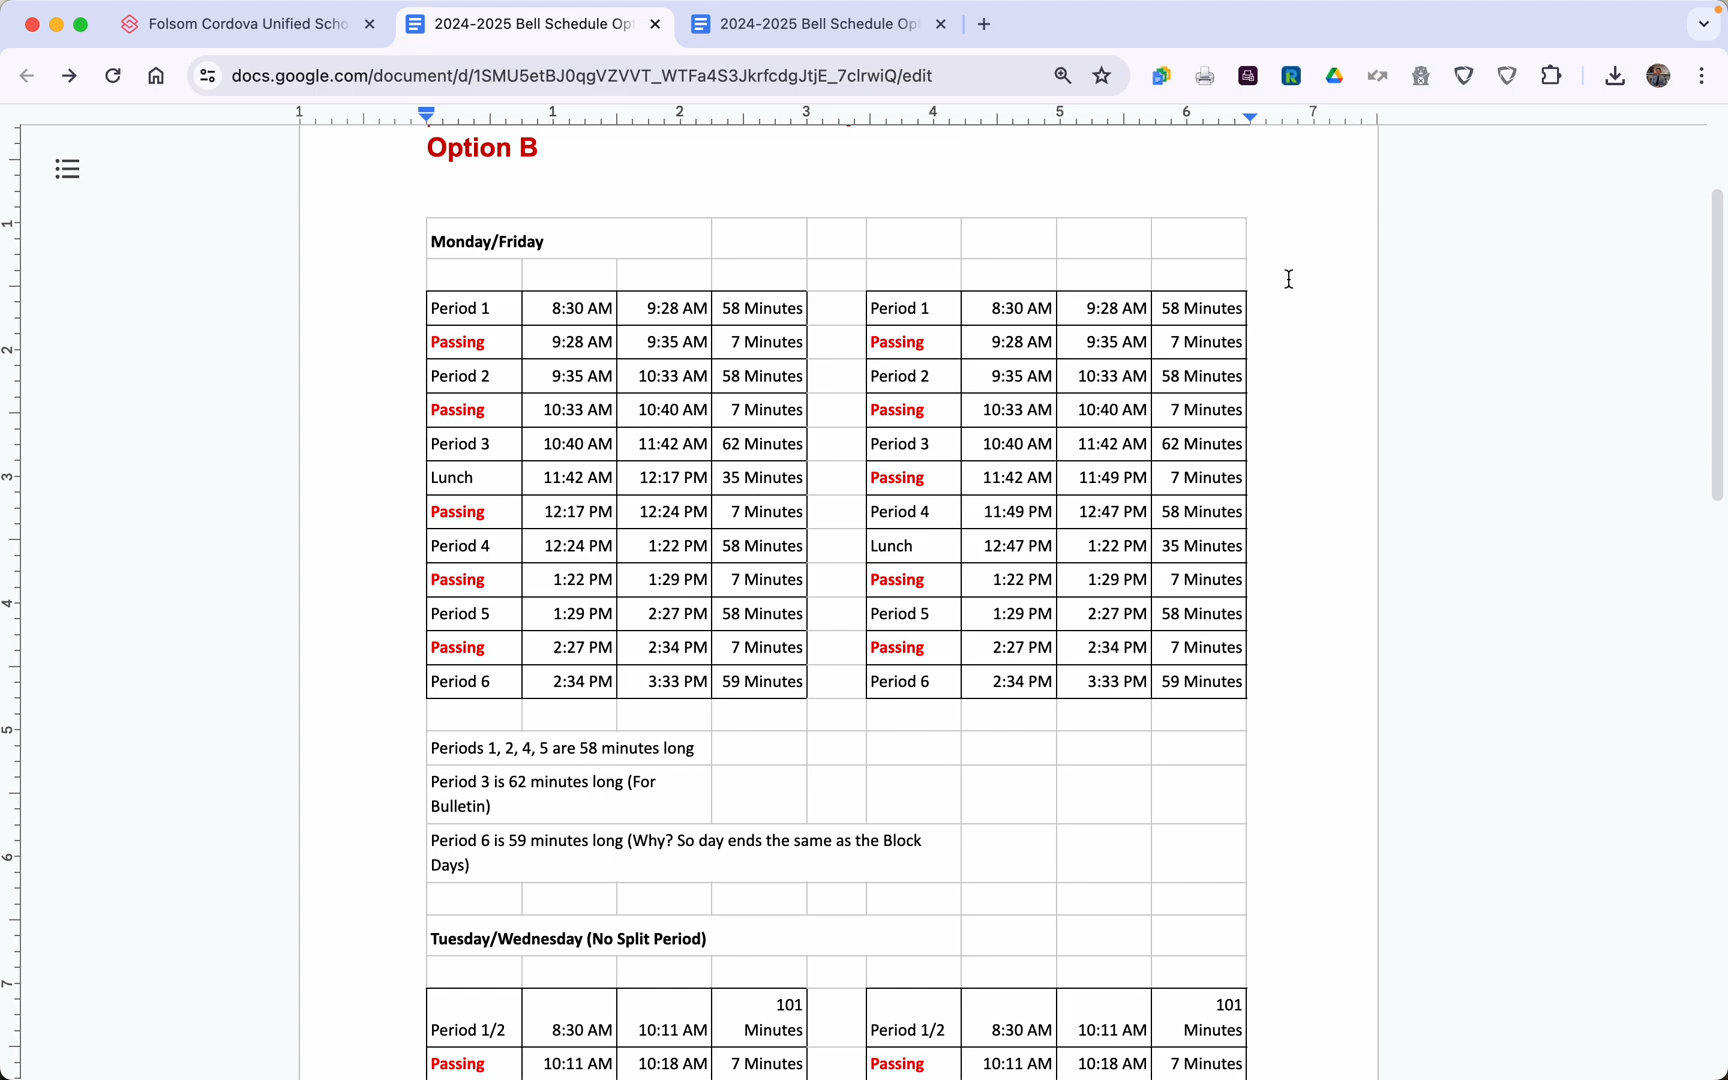 Folsom Cordova Unified Scho
2024-2025 Bell Schedule Opt
2024-2025 Bell Schedule Opt
docs.google.com/document/d/1SMU5etBJ0qgVZVVT_WTFa4S3JkrfcdgJtjE_7clrwiQ/edit
1 1 2 3 4 5 6 7
Option B
Monday/Friday
Period 1 8:30 AM 9:28 AM 58 Minutes Period 1 8:30 AM 9:28 AM 58 Minutes
Passing 9:28 AM 9:35 AM 7 Minutes Passing 9:28 AM 9:35 AM 7 Minutes
Period 2 9:35 AM 10:33 AM 58 Minutes Period 2 9:35 AM 10:33 AM 58 Minutes
Passing 10:33 AM 10:40 AM 7 Minutes Passing 10:33 AM 10:40 AM 7 Minutes
Period 3 10:40 AM 11:42 AM 62 Minutes Period 3 10:40 AM 11:42 AM 62 Minutes
Lunch 11:42 AM 12:17 PM 35 Minutes Passing 11:42 AM 11:49 PM 7 Minutes
Passing 12:17 PM 12:24 PM 7 Minutes Period 4 11:49 PM 12:47 PM 58 Minutes
Period 4 12:24 PM 1:22 PM 58 Minutes Lunch 12:47 PM 1:22 PM 35 Minutes
Passing 1:22 PM 1:29 PM 7 Minutes Passing 1:22 PM 1:29 PM 7 Minutes
Period 5 1:29 PM 2:27 PM 58 Minutes Period 5 1:29 PM 2:27 PM 58 Minutes
Passing 2:27 PM 2:34 PM 7 Minutes Passing 2:27 PM 2:34 PM 7 Minutes
Period 6 2:34 PM 3:33 PM 59 Minutes Period 6 2:34 PM 3:33 PM 59 Minutes
Periods 1, 2, 4, 5 are 58 minutes long
Period 3 is 62 minutes long (For
Bulletin)
Period 6 is 59 minutes long (Why? So day ends the same as the Block
Days)
Tuesday/Wednesday (No Split Period)
101 101
Period 1/2 8:30 AM 10:11 AM Minutes Period 1/2 8:30 AM 10:11 AM Minutes
Passing 10:11 AM 10:18 AM 7 Minutes Passing 10:11 AM 10:18 AM 7 Minutes
1
2
3
4
5
6
7